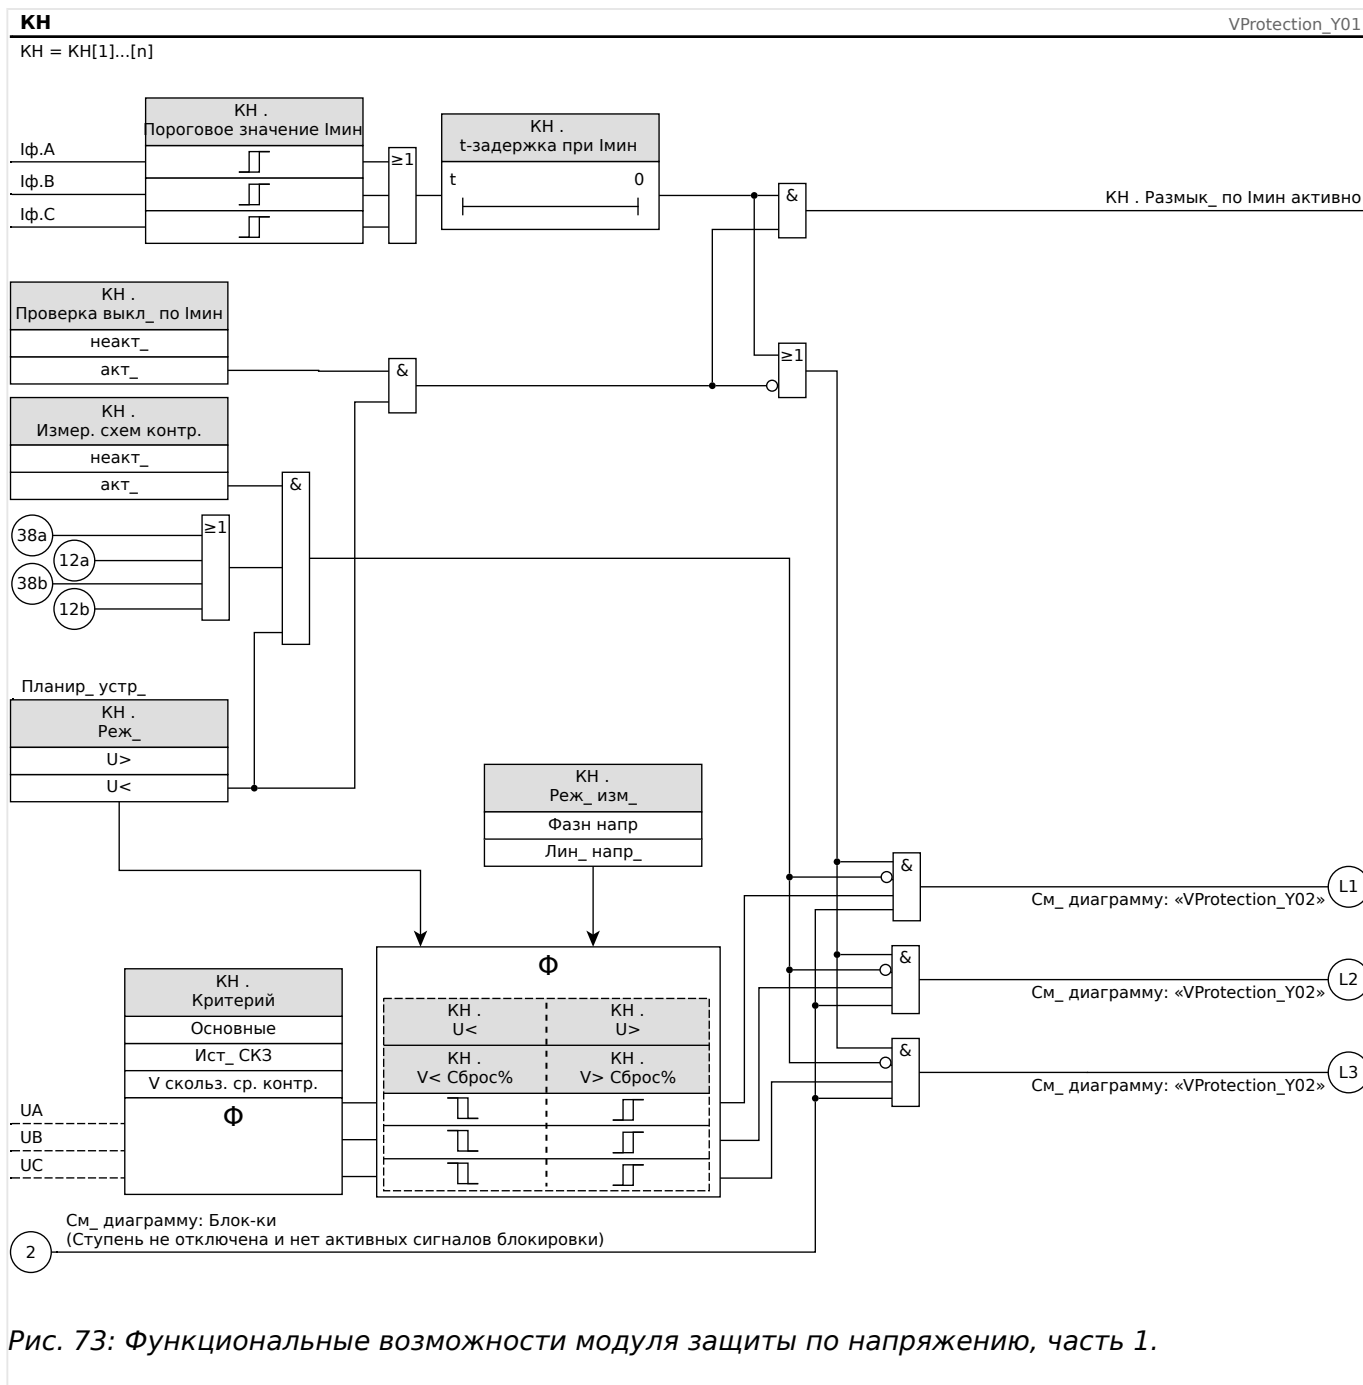 КН
VProtection_Y01
КН = КН[1]...[n]
КН .
Пороговое значение Iмин
Iф.A
Iф.B
Iф.C
≥1
КН .
t-задержка при Iмин
t
0
&
КН . Размык_ по Iмин активно
КН .
Проверка выкл_ по Iмин
неакт_
акт_
&
≥1
КН .
Измер. схем контр.
неакт_
акт_
&
38a
12a
38b
12b
≥1
Планир_ устр_
КН .
Реж_
U>
U<
КН .
Реж_ изм_
Фазн напр
Лин_ напр_
&
L1
См_ диаграмму: «VProtection_Y02»
&
L2
См_ диаграмму: «VProtection_Y02»
&
L3
См_ диаграмму: «VProtection_Y02»
КН .
Критерий
Основные
Ист_ СКЗ
V скольз. ср. контр.
Φ
UA
UB
UC
Φ
КН .
U<
КН .
U>
КН .
V< Сброс%
КН .
V> Сброс%
См_ диаграмму: Блок-ки
(Ступень не отключена и нет активных сигналов блокировки)
2
Рис. 73: Функциональные возможности модуля защиты по напряжению, часть 1.